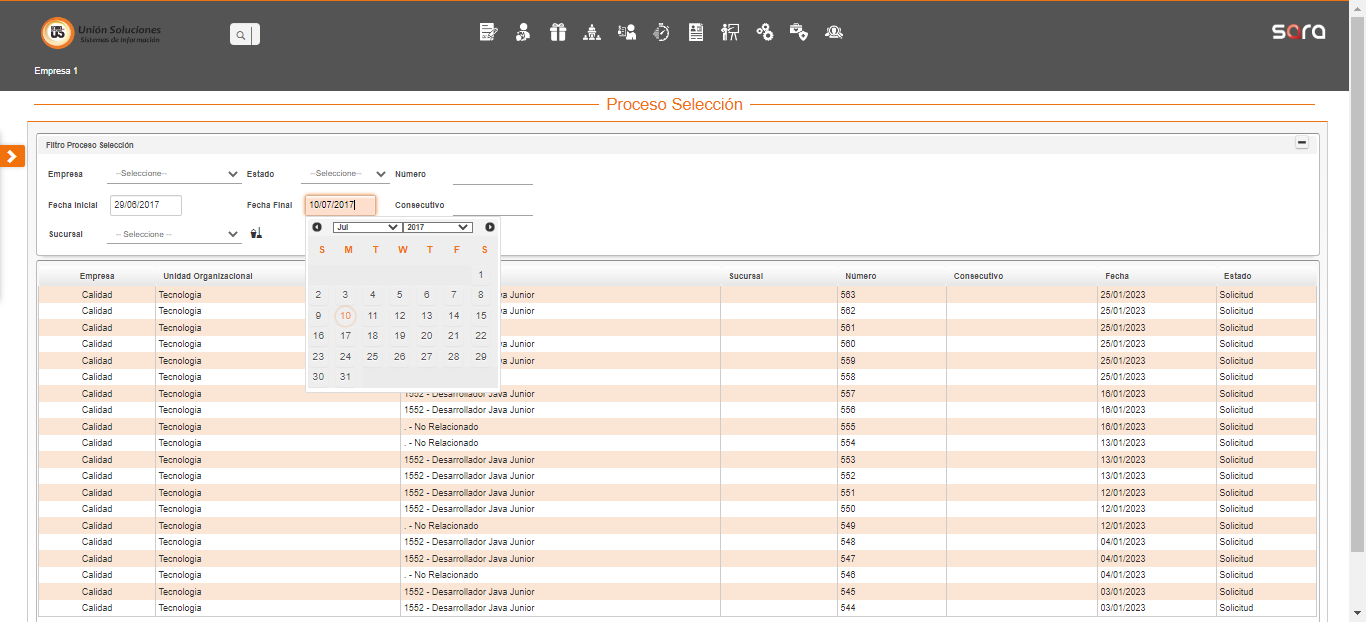 Unión Soluciones
Sistemas de Información
sara
Empresa 1
Proceso Selección
Filtro Proceso Selección
Empresa --Seleccione-- Estado --Seleccione-- Número
Fecha Inicial 29/06/2017 Fecha Final 10/07/2017 Consecutivo
Sucursal -- Seleccione --
Jul 2017
S M T W T F S
1
2 3 4 5 6 7 8
9 10 11 12 13 14 15
16 17 18 19 20 21 22
23 24 25 26 27 28 29
30 31
Empresa Unidad Organizacional Sucursal Número Consecutivo Fecha Estado
Calidad Tecnologia Java Junior 563 25/01/2023 Solicitud
Calidad Tecnologia Java Junior 562 25/01/2023 Solicitud
Calidad Tecnologia 561 25/01/2023 Solicitud
Calidad Tecnologia Java Junior 560 25/01/2023 Solicitud
Calidad Tecnologia Java Junior 559 25/01/2023 Solicitud
Calidad Tecnologia 558 25/01/2023 Solicitud
Calidad Tecnologia 1552 - Desarrollador Java Junior 557 16/01/2023 Solicitud
Calidad Tecnologia 1552 - Desarrollador Java Junior 556 16/01/2023 Solicitud
Calidad Tecnologia . - No Relacionado 555 16/01/2023 Solicitud
Calidad Tecnologia . - No Relacionado 554 13/01/2023 Solicitud
Calidad Tecnologia 1552 - Desarrollador Java Junior 553 13/01/2023 Solicitud
Calidad Tecnologia 1552 - Desarrollador Java Junior 552 13/01/2023 Solicitud
Calidad Tecnologia 1552 - Desarrollador Java Junior 551 12/01/2023 Solicitud
Calidad Tecnologia 1552 - Desarrollador Java Junior 550 12/01/2023 Solicitud
Calidad Tecnologia . - No Relacionado 549 12/01/2023 Solicitud
Calidad Tecnologia 1552 - Desarrollador Java Junior 548 04/01/2023 Solicitud
Calidad Tecnologia 1552 - Desarrollador Java Junior 547 04/01/2023 Solicitud
Calidad Tecnologia . - No Relacionado 546 04/01/2023 Solicitud
Calidad Tecnologia 1552 - Desarrollador Java Junior 545 03/01/2023 Solicitud
Calidad Tecnologia 1552 - Desarrollador Java Junior 544 03/01/2023 Solicitud